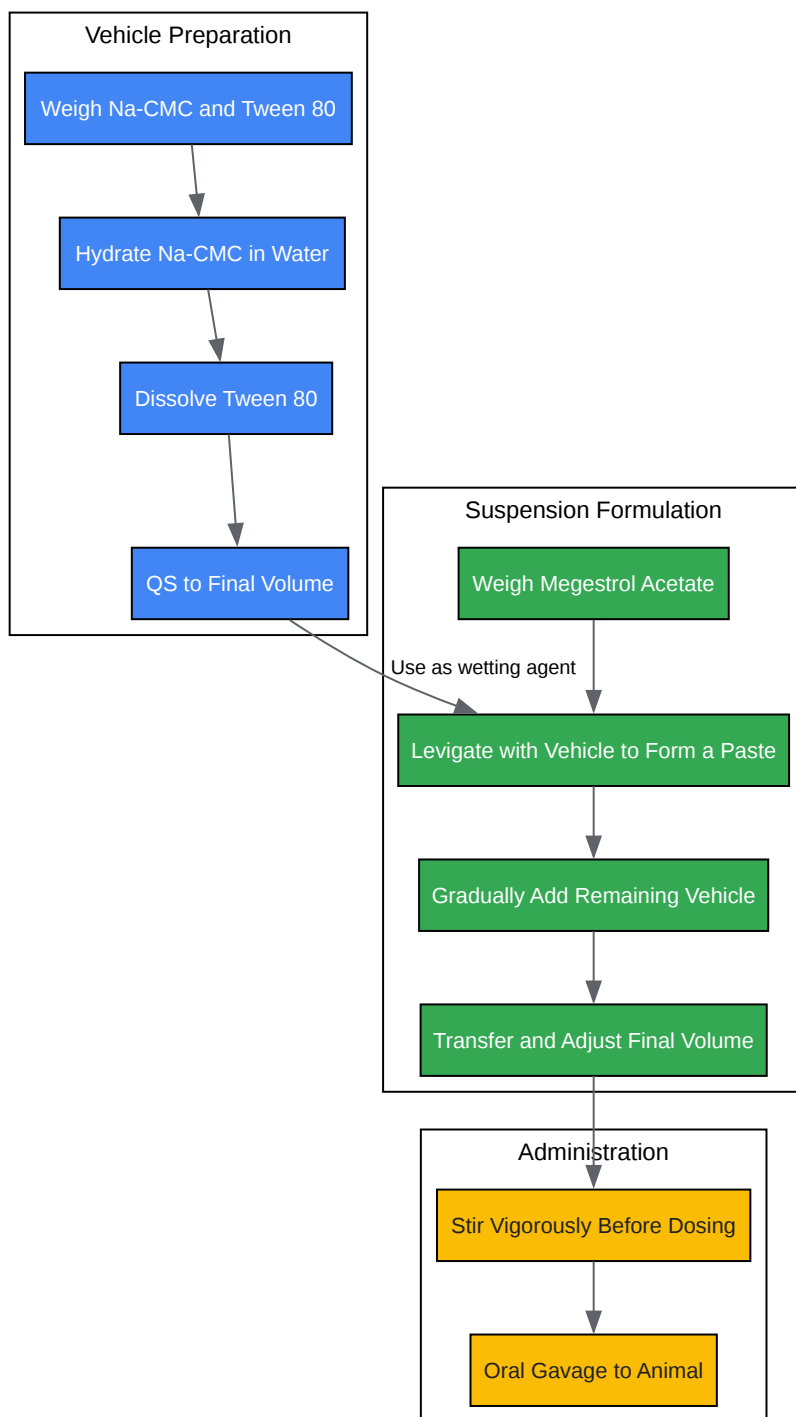 Vehicle Preparation
Weigh Na-CMC and Tween 80
Hydrate Na-CMC in Water
Dissolve Tween 80
QS to Final Volume
Suspension Formulation
Weigh Megestrol Acetate
Use as wetting agent
Levigate with Vehicle to Form a Paste
Gradually Add Remaining Vehicle
Transfer and Adjust Final Volume
Administration
Stir Vigorously Before Dosing
Oral Gavage to Animal